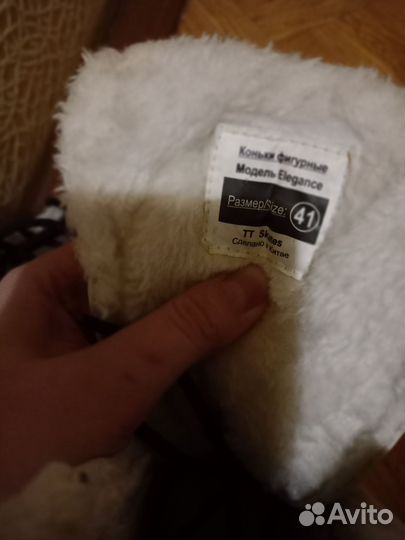 Коньки фигурные
Модель Elegance
Размер/Size: 41
TT Skates
Сделано в Китае
Avito